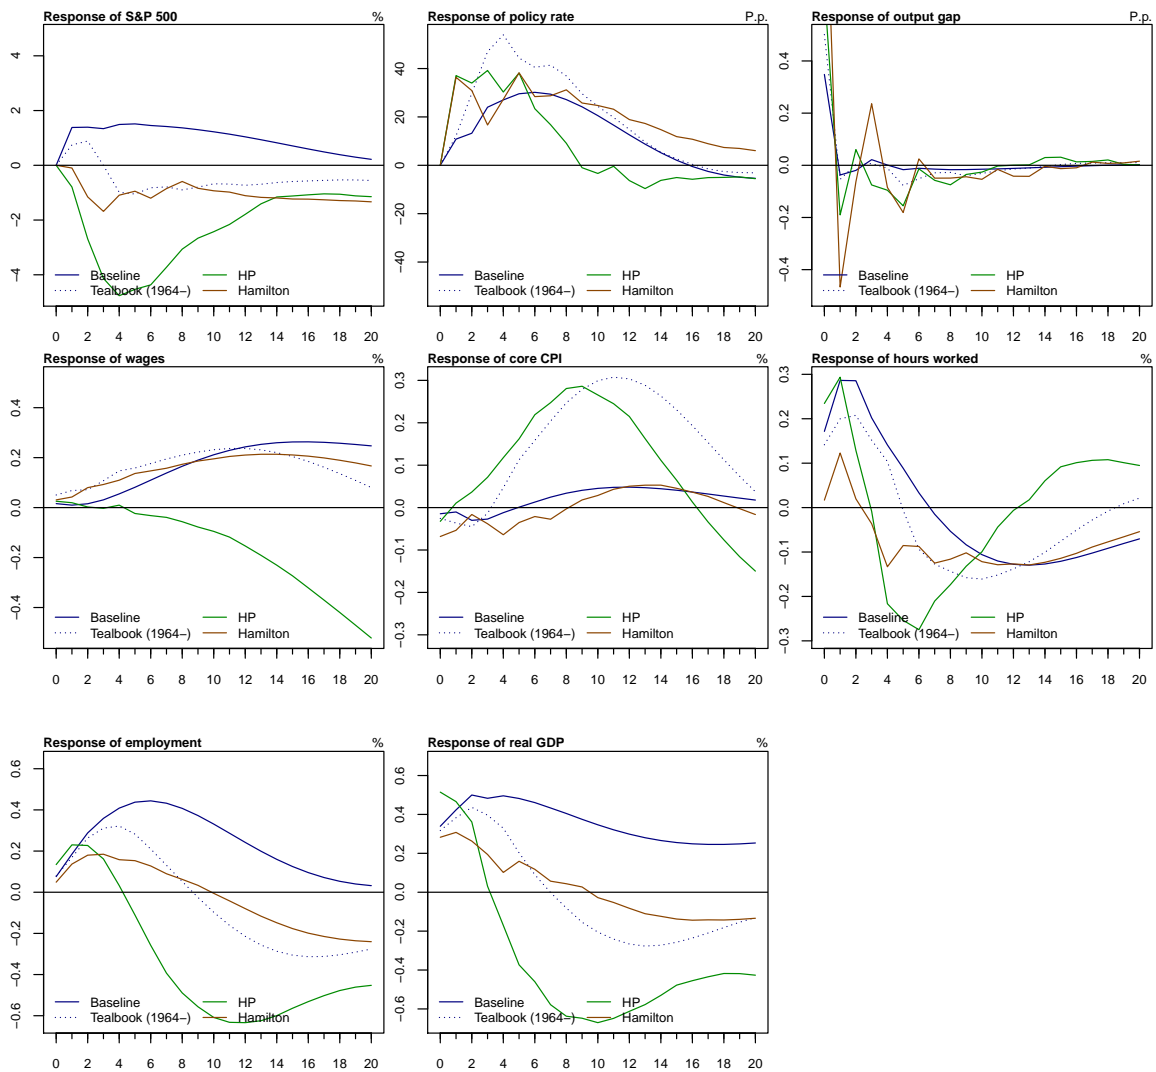 Response of S&P 500 %
4
2
0
−2
−4
Baseline HP
Tealbook (1964−) Hamilton
0 2 4 6 8 10 12 14 16 18 20
Response of policy rate P.p.
40
20
0
−20
−40
Baseline HP
Tealbook (1964−) Hamilton
0 2 4 6 8 10 12 14 16 18 20
Response of output gap P.p.
0.4
0.2
0.0
−0.2
−0.4
Baseline HP
Tealbook (1964−) Hamilton
0 2 4 6 8 10 12 14 16 18 20
Response of wages %
0.4
0.2
0.0
−0.2
−0.4
Baseline HP
Tealbook (1964−) Hamilton
0 2 4 6 8 10 12 14 16 18 20
Response of core CPI %
0.3
0.2
0.1
0.0
−0.1
−0.2
−0.3
Baseline HP
Tealbook (1964−) Hamilton
0 2 4 6 8 10 12 14 16 18 20
Response of hours worked %
0.3
0.2
0.1
0.0
−0.1
−0.2
−0.3
Baseline HP
Tealbook (1964−) Hamilton
0 2 4 6 8 10 12 14 16 18 20
Response of employment %
0.6
0.4
0.2
0.0
−0.2
−0.4
−0.6
Baseline HP
Tealbook (1964−) Hamilton
0 2 4 6 8 10 12 14 16 18 20
Response of real GDP %
0.6
0.4
0.2
0.0
−0.2
−0.4
−0.6
Baseline HP
Tealbook (1964−) Hamilton
0 2 4 6 8 10 12 14 16 18 20